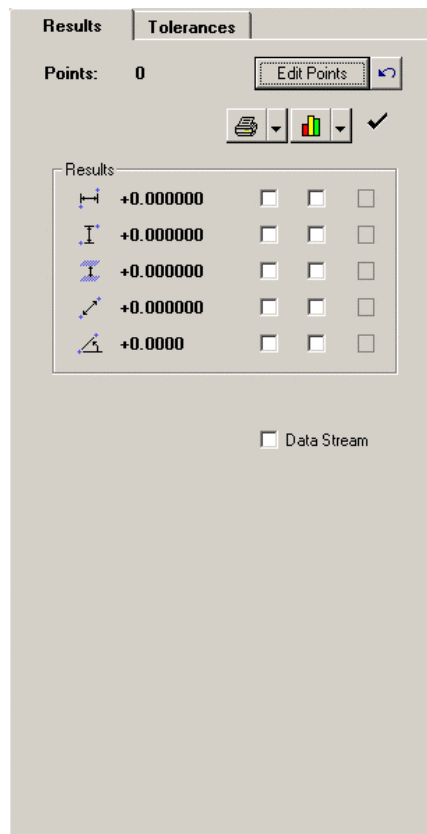 Results Tolerances
Points: 0 Edit Points
Results
+0.000000
+0.000000
+0.000000
+0.000000
+0.0000
Data Stream